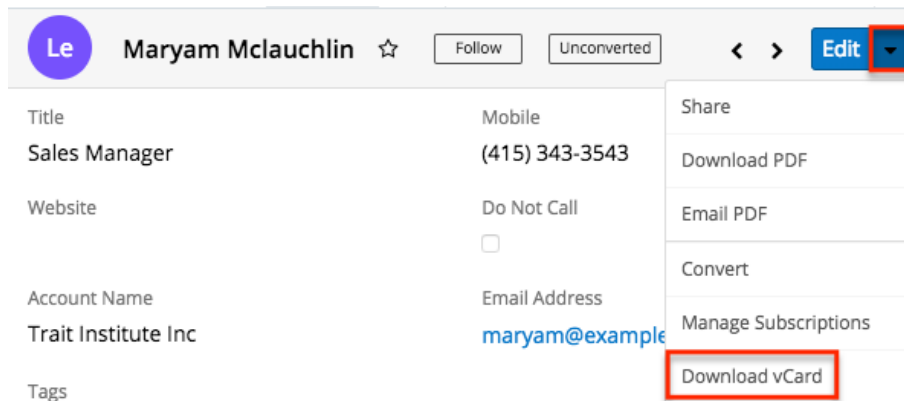 Le Maryam Mclauchlin Follow Unconverted Edit
Title
Sales Manager
Website
Account Name
Trait Institute Inc
Tags
Mobile
(415) 343-3543
Do Not Call
Email Address
maryam@example
Share
Download PDF
Email PDF
Convert
Manage Subscriptions
Download vCard